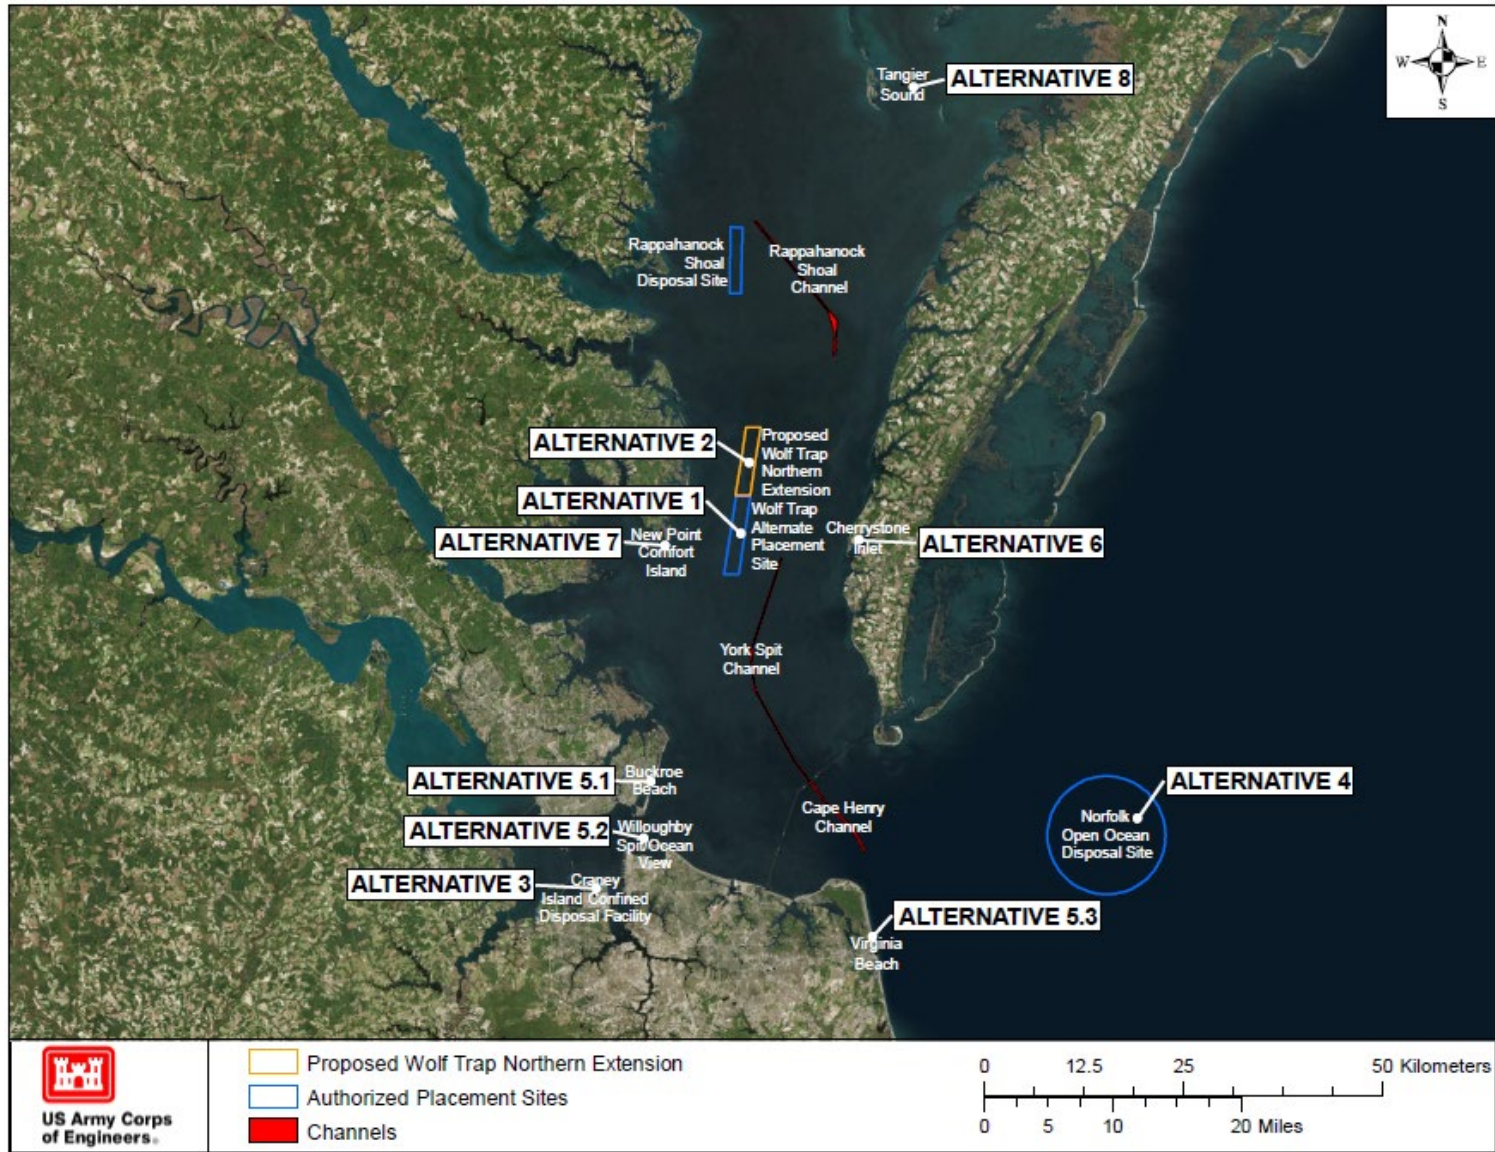 N
W
E
S
Tangier
Sound
ALTERNATIVE 8
Rappahanock
Shoal
Disposal Site
Rappahanock
Shoal
Channel
ALTERNATIVE 2
Proposed
Wolf Trap
Northern
Extension
ALTERNATIVE 1
Wolf Trap
Alternate
Placement
Site
ALTERNATIVE 7
New Point
Comfort
Island
Cherrystone
Inlet
ALTERNATIVE 6
York Spit
Channel
ALTERNATIVE 5.1
Buckroe
Beach
Cape Henry
Channel
ALTERNATIVE 4
Norfolk
Open Ocean
Disposal Site
ALTERNATIVE 5.2
Willoughby
Spit/Ocean
View
ALTERNATIVE 3
Craney
Island Confined
Disposal Facility
ALTERNATIVE 5.3
Virginia
Beach
US Army Corps
of Engineers®
Proposed Wolf Trap Northern Extension
Authorized Placement Sites
Channels
0 12.5 25 50 Kilometers
0 5 10 20 Miles